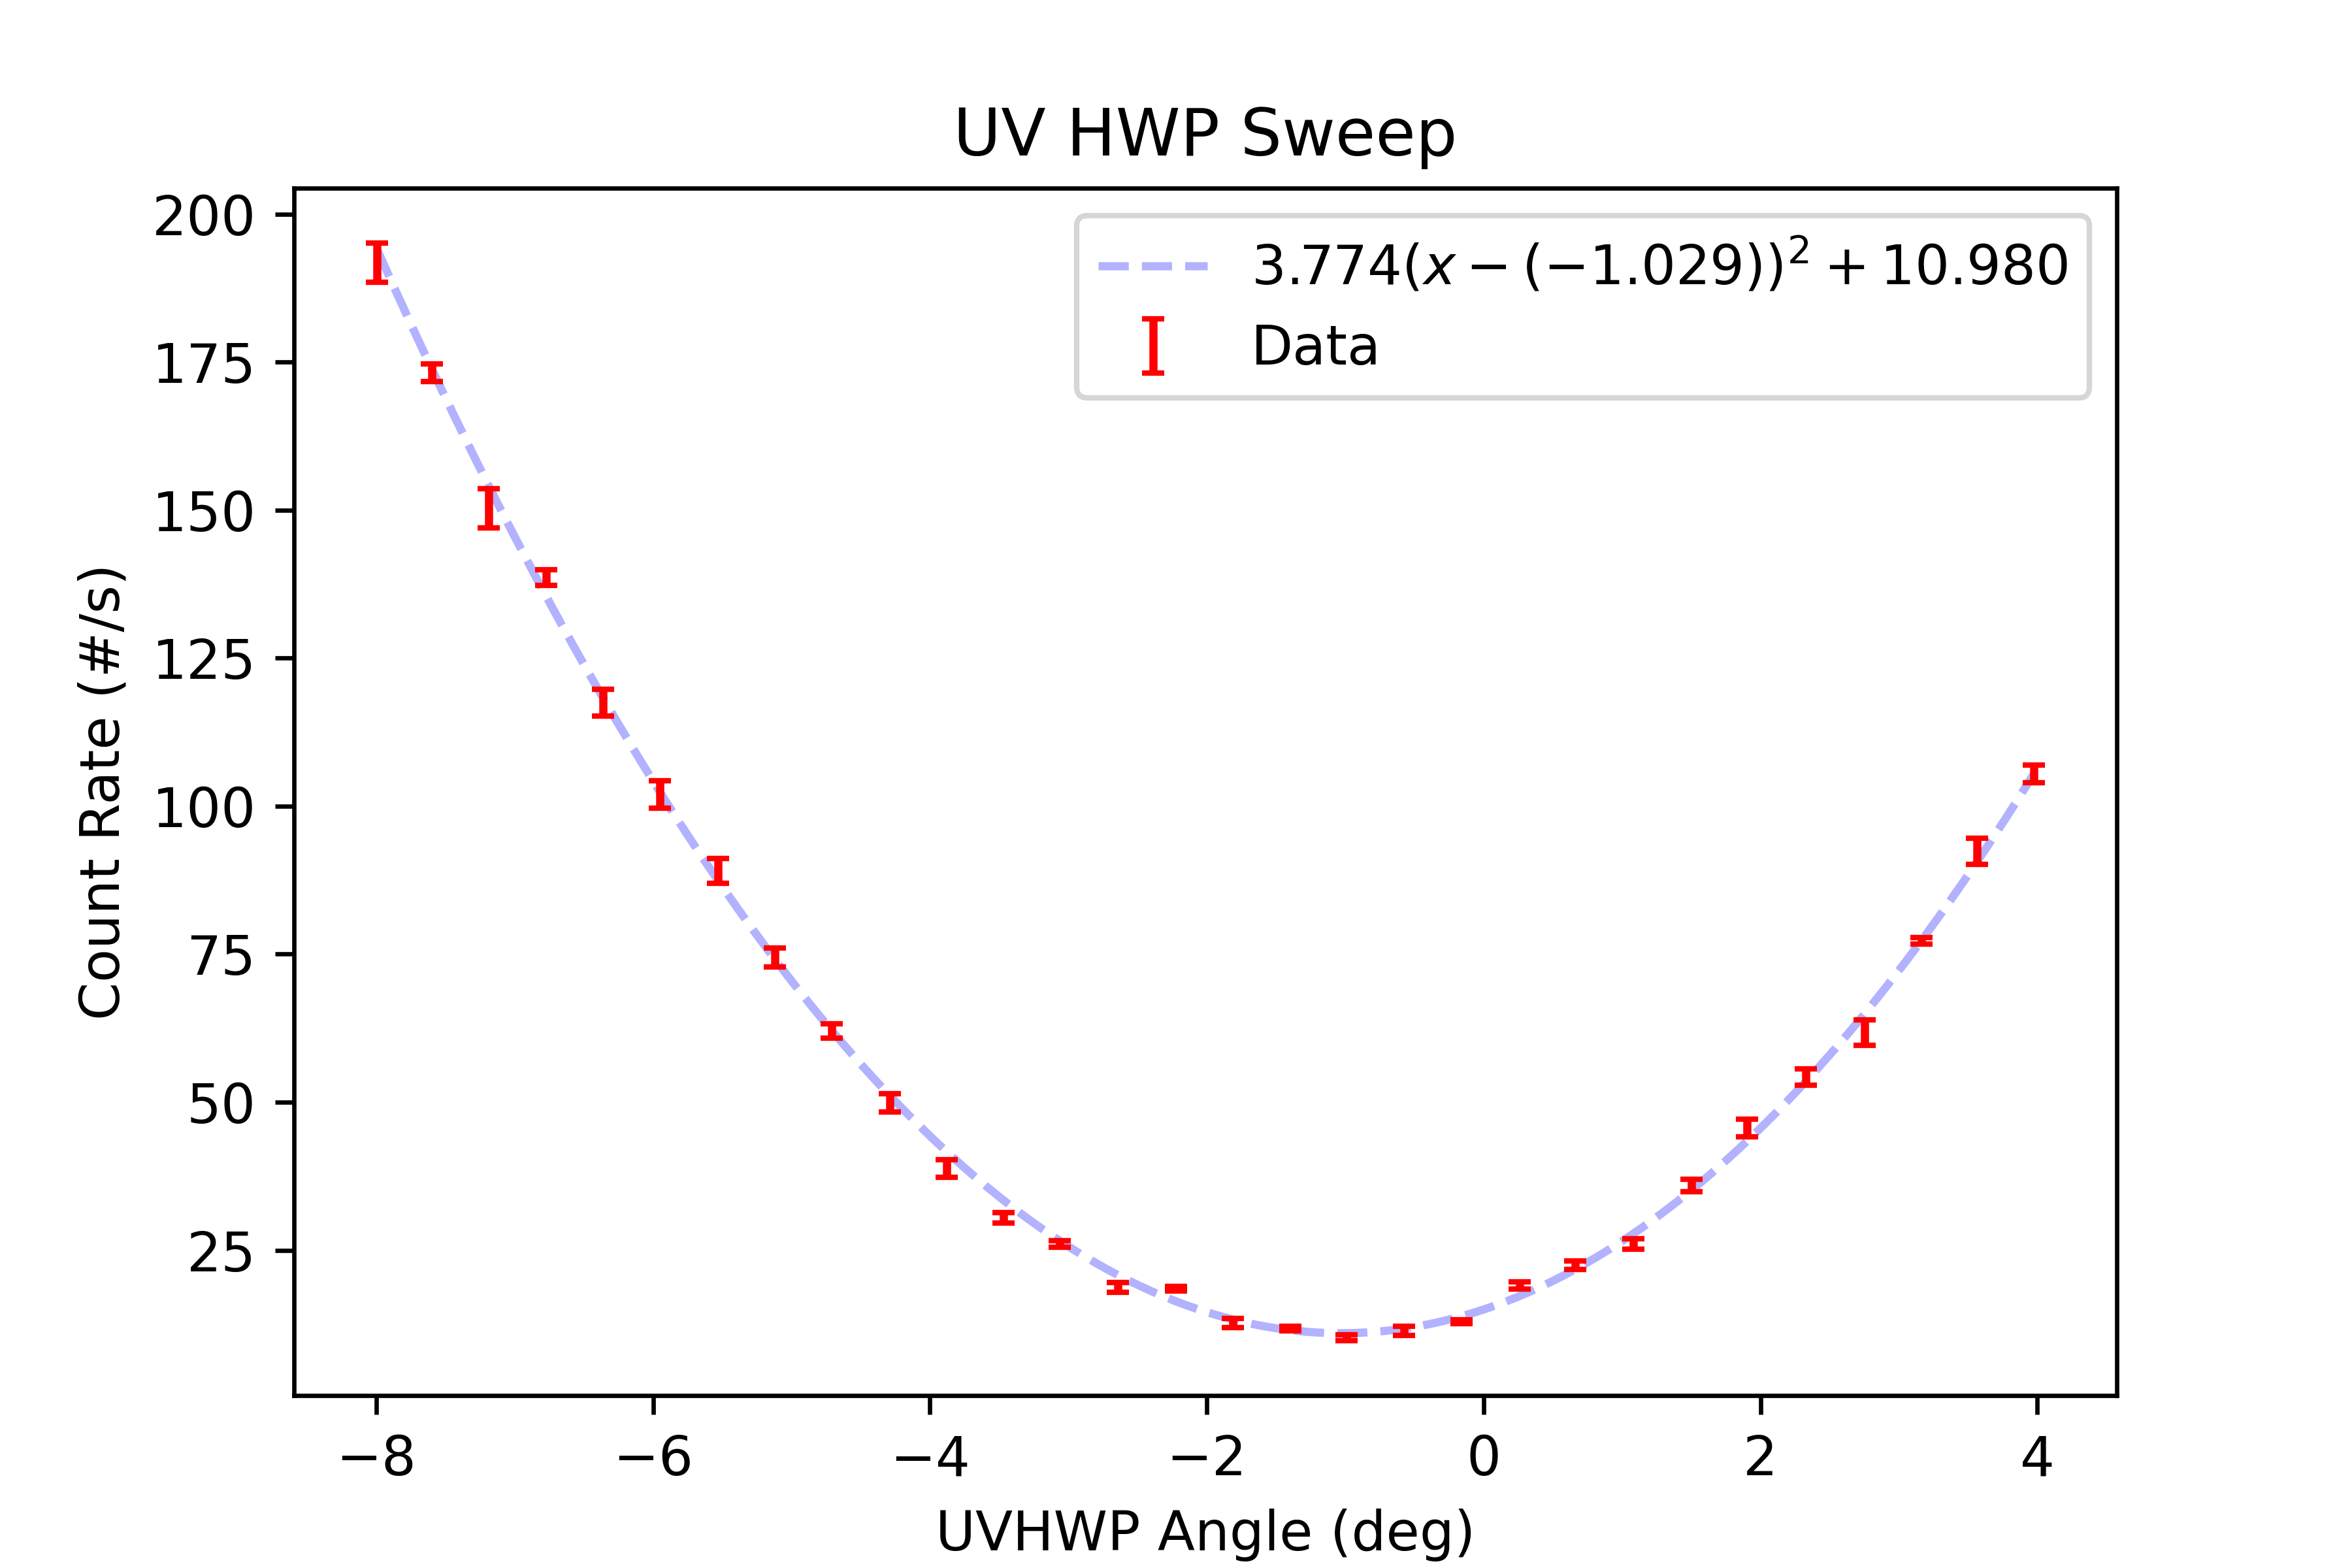 UV HWP Sweep
3.774(x − (−1.029))² + 10.980
Data
Count Rate (#/s)
200
175
150
125
100
75
50
25
−8 −6 −4 −2 0 2 4
UVHWP Angle (deg)